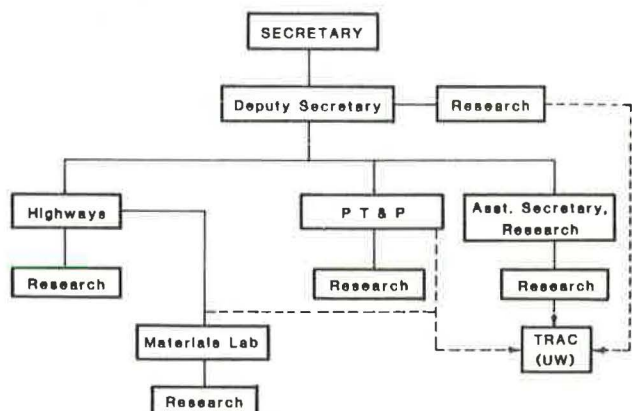 SECRETARY
Deputy Secretary
Research
Highways
P T & P
Asst. Secretary,
Research
Research
Research
Research
Materials Lab
TRAC
(UW)
Research